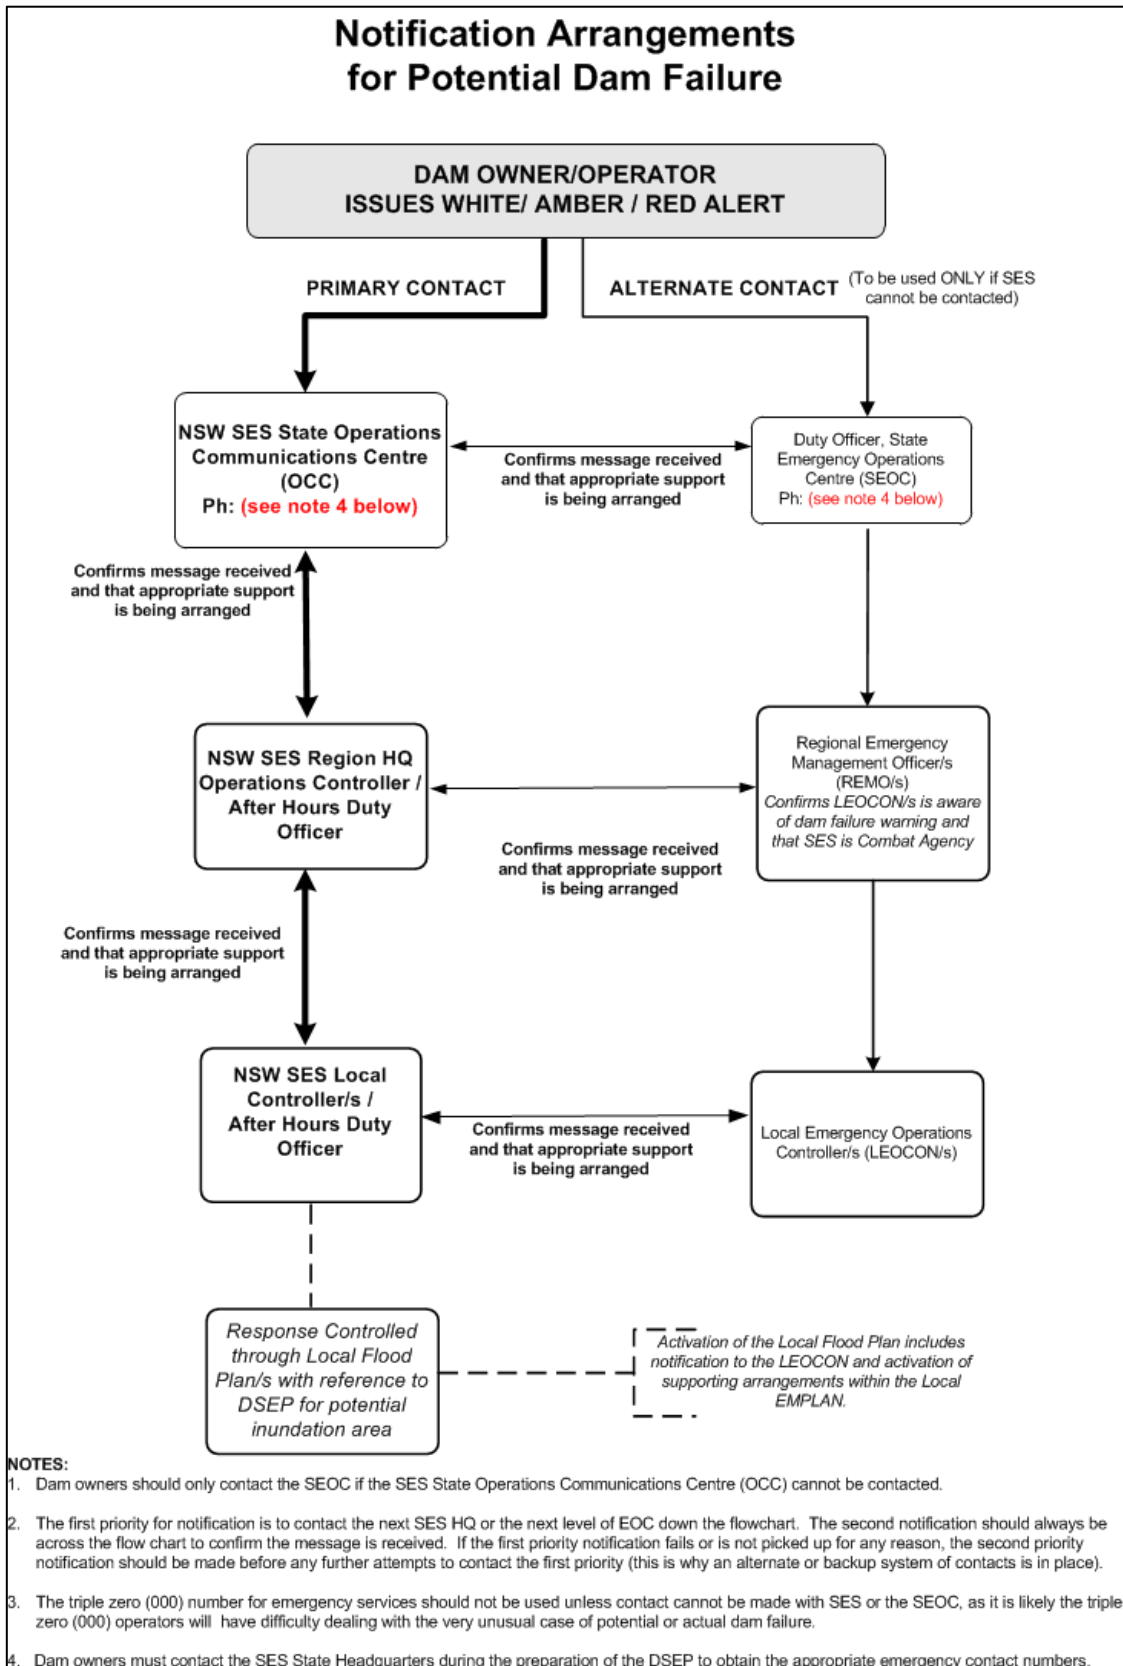 Notification Arrangements
for Potential Dam Failure
DAM OWNER/OPERATOR
ISSUES WHITE/ AMBER / RED ALERT
PRIMARY CONTACT
ALTERNATE CONTACT
(To be used ONLY if SES
cannot be contacted)
NSW SES State Operations
Communications Centre
(OCC)
Ph: (see note 4 below)
Confirms message received
and that appropriate support
is being arranged
Duty Officer, State
Emergency Operations
Centre (SEOC)
Ph: (see note 4 below)
Confirms message received
and that appropriate support
is being arranged
NSW SES Region HQ
Operations Controller /
After Hours Duty
Officer
Confirms message received
and that appropriate support
is being arranged
Regional Emergency
Management Officer/s
(REMO/s)
Confirms LEOCON/s is aware
of dam failure warning and
that SES is Combat Agency
Confirms message received
and that appropriate support
is being arranged
NSW SES Local
Controller/s /
After Hours Duty
Officer
Confirms message received
and that appropriate support
is being arranged
Local Emergency Operations
Controller/s (LEOCON/s)
Response Controlled
through Local Flood
Plan/s with reference to
DSEP for potential
inundation area
Activation of the Local Flood Plan includes
notification to the LEOCON and activation of
supporting arrangements within the Local
EMPLAN.
NOTES:
1. Dam owners should only contact the SEOC if the SES State Operations Communications Centre (OCC) cannot be contacted.
2. The first priority for notification is to contact the next SES HQ or the next level of EOC down the flowchart. The second notification should always be
across the flow chart to confirm the message is received. If the first priority notification fails or is not picked up for any reason, the second priority
notification should be made before any further attempts to contact the first priority (this is why an alternate or backup system of contacts is in place).
3. The triple zero (000) number for emergency services should not be used unless contact cannot be made with SES or the SEOC, as it is likely the triple
zero (000) operators will have difficulty dealing with the very unusual case of potential or actual dam failure.
4. Dam owners must contact the SES State Headquarters during the preparation of the DSEP to obtain the appropriate emergency contact numbers.